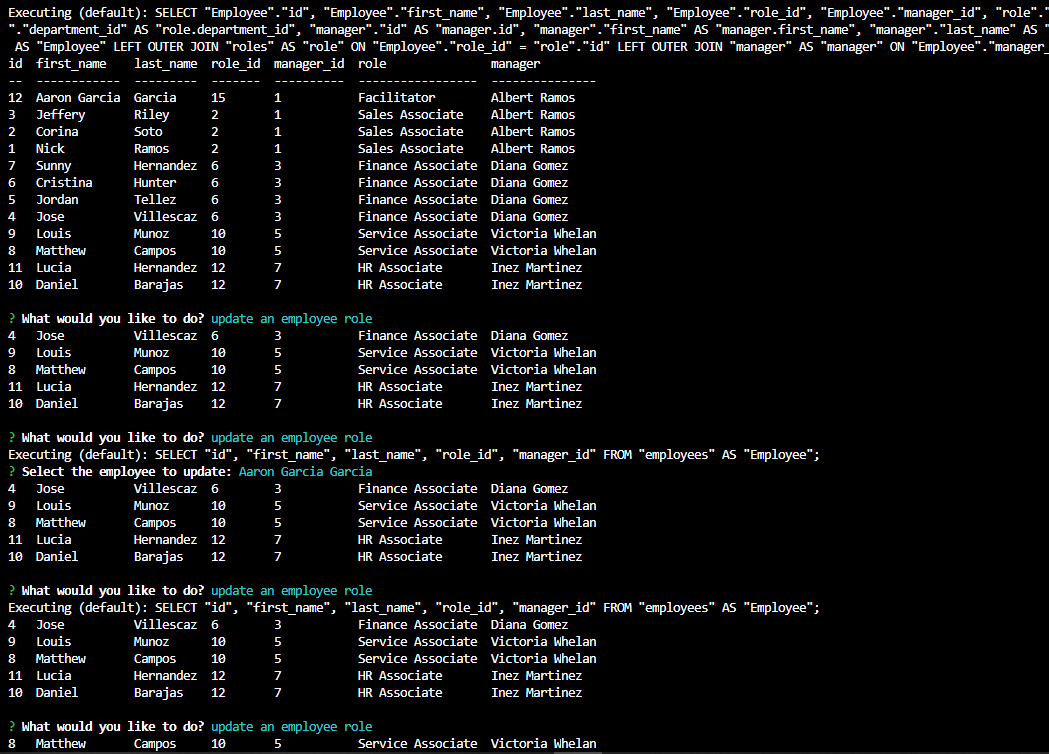 Executing (default): SELECT "Employee"."id", "Employee"."first_name", "Employee"."last_name", "Employee"."role_id", "Employee"."manager_id", "role"."
"."department_id" AS "role.department_id", "manager"."id" AS "manager.id", "manager"."first_name" AS "manager.first_name", "manager"."last_name" AS "
AS "Employee" LEFT OUTER JOIN "roles" AS "role" ON "Employee"."role_id" = "role"."id" LEFT OUTER JOIN "manager" AS "manager" ON "Employee"."manager_
id first_name last_name role_id manager_id role manager
-- ------------ --------- ------- ---------- ----------------- ---------------
12 Aaron Garcia Garcia 15 1 Facilitator Albert Ramos
3 Jeffery Riley 2 1 Sales Associate Albert Ramos
2 Corina Soto 2 1 Sales Associate Albert Ramos
1 Nick Ramos 2 1 Sales Associate Albert Ramos
7 Sunny Hernandez 6 3 Finance Associate Diana Gomez
6 Cristina Hunter 6 3 Finance Associate Diana Gomez
5 Jordan Tellez 6 3 Finance Associate Diana Gomez
4 Jose Villescaz 6 3 Finance Associate Diana Gomez
9 Louis Munoz 10 5 Service Associate Victoria Whelan
8 Matthew Campos 10 5 Service Associate Victoria Whelan
11 Lucia Hernandez 12 7 HR Associate Inez Martinez
10 Daniel Barajas 12 7 HR Associate Inez Martinez
? What would you like to do? update an employee role
4 Jose Villescaz 6 3 Finance Associate Diana Gomez
9 Louis Munoz 10 5 Service Associate Victoria Whelan
8 Matthew Campos 10 5 Service Associate Victoria Whelan
11 Lucia Hernandez 12 7 HR Associate Inez Martinez
10 Daniel Barajas 12 7 HR Associate Inez Martinez
? What would you like to do? update an employee role
Executing (default): SELECT "id", "first_name", "last_name", "role_id", "manager_id" FROM "employees" AS "Employee";
? Select the employee to update: Aaron Garcia Garcia
4 Jose Villescaz 6 3 Finance Associate Diana Gomez
9 Louis Munoz 10 5 Service Associate Victoria Whelan
8 Matthew Campos 10 5 Service Associate Victoria Whelan
11 Lucia Hernandez 12 7 HR Associate Inez Martinez
10 Daniel Barajas 12 7 HR Associate Inez Martinez
? What would you like to do? update an employee role
Executing (default): SELECT "id", "first_name", "last_name", "role_id", "manager_id" FROM "employees" AS "Employee";
4 Jose Villescaz 6 3 Finance Associate Diana Gomez
9 Louis Munoz 10 5 Service Associate Victoria Whelan
8 Matthew Campos 10 5 Service Associate Victoria Whelan
11 Lucia Hernandez 12 7 HR Associate Inez Martinez
10 Daniel Barajas 12 7 HR Associate Inez Martinez
? What would you like to do? update an employee role
8 Matthew Campos 10 5 Service Associate Victoria Whelan